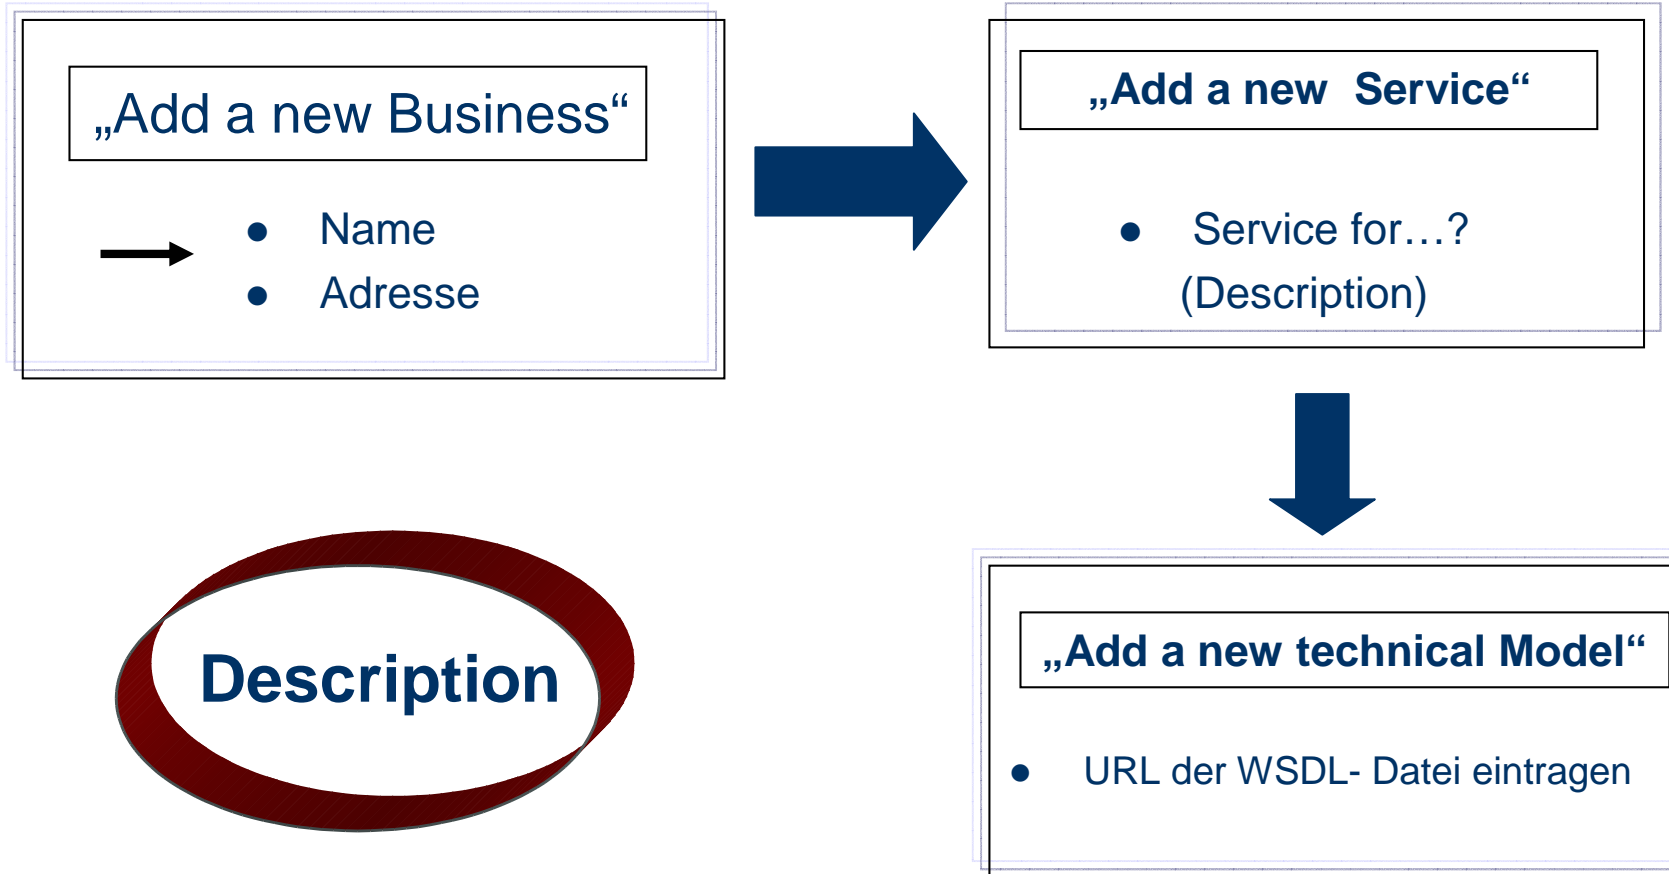 „Add a new Business“
● Name
● Adresse
„Add a new  Service“
● Service for…?
(Description)
„Add a new technical Model“
● URL der WSDL- Datei eintragen
Description